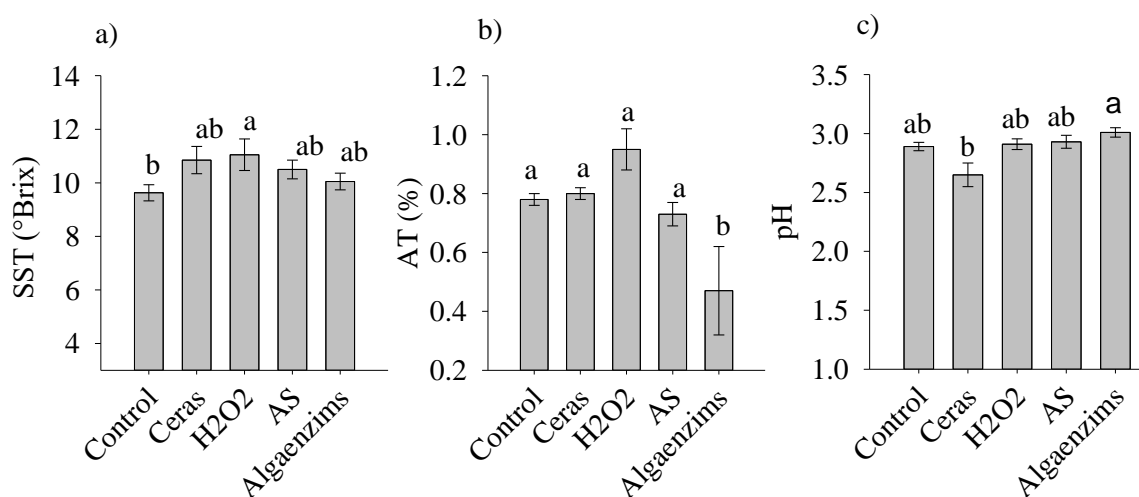 a)
SST (°Brix)
14
12
10
8
6
4
b
ab
a
ab
ab
Control
Ceras
H2O2
AS
Algaenzims
b)
AT (%)
1.2
1.0
0.8
0.6
0.4
0.2
a
a
a
a
b
Control
Ceras
H2O2
AS
Algaenzims
c)
pH
3.5
3.0
2.5
2.0
1.5
1.0
ab
b
ab
ab
a
Control
Ceras
H2O2
AS
Algaenzims